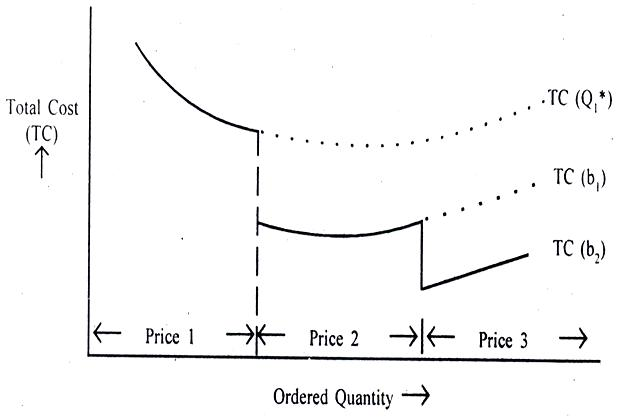 Total Cost
(TC)
TC (Q₁*)
TC (b₁)
TC (b₂)
Price 1
Price 2
Price 3
Ordered Quantity